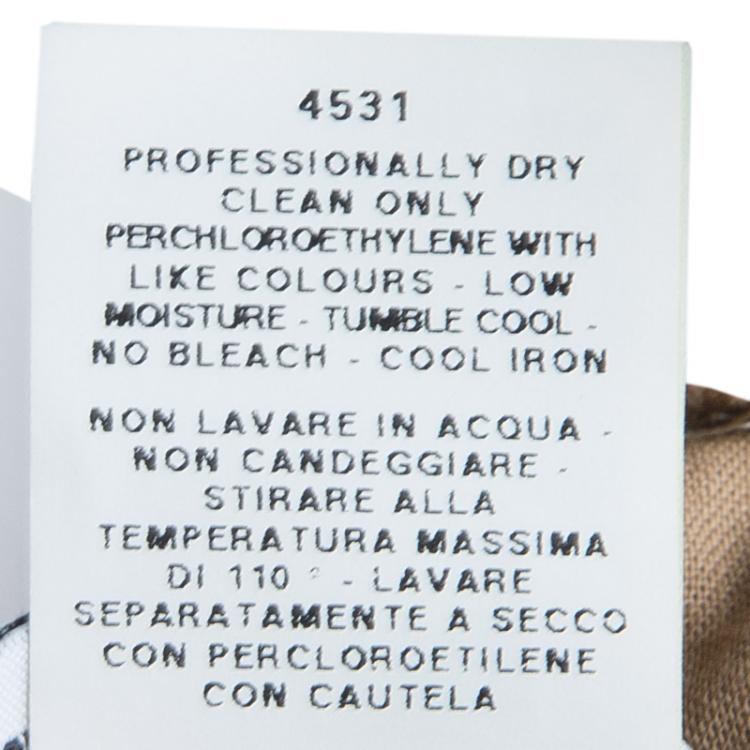 4531
PROFESSIONALLY DRY
CLEAN ONLY
PERCHLOROETHYLENE WITH
LIKE COLOURS - LOW
MOISTURE - TUMBLE COOL -
NO BLEACH - COOL IRON
NON LAVARE IN ACQUA -
NON CANDEGGIARE -
STIRARE ALLA
TEMPERATURA MASSIMA
DI 110 ° - LAVARE
SEPARATAMENTE A SECCO
CON PERCLOROETILENE
CON CAUTELA